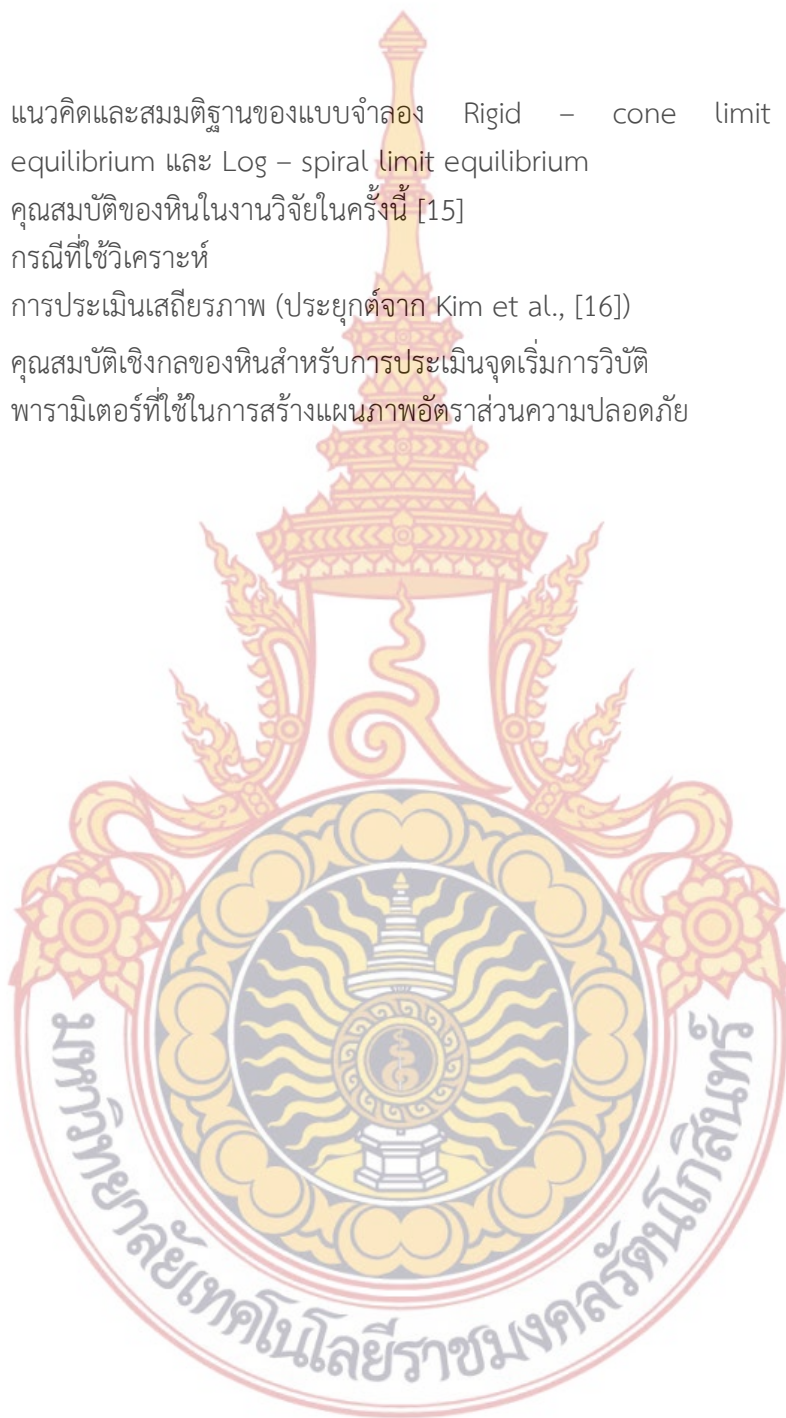 แนวคิดและสมมติฐานของแบบจำลอง Rigid – cone limit
equilibrium และ Log – spiral limit equilibrium
คุณสมบัติของหินในงานวิจัยในครั้งนี้ [15]
กรณีที่ใช้วิเคราะห์
การประเมินเสถียรภาพ (ประยุกต์จาก Kim et al., [16])
คุณสมบัติเชิงกลของหินสำหรับการประเมินจุดเริ่มการวิบัติ
พารามิเตอร์ที่ใช้ในการสร้างแผนภาพอัตราส่วนความปลอดภัย
มหาวิทยาลัยเทคโนโลยีราชมงคลรัตนโกสินทร์